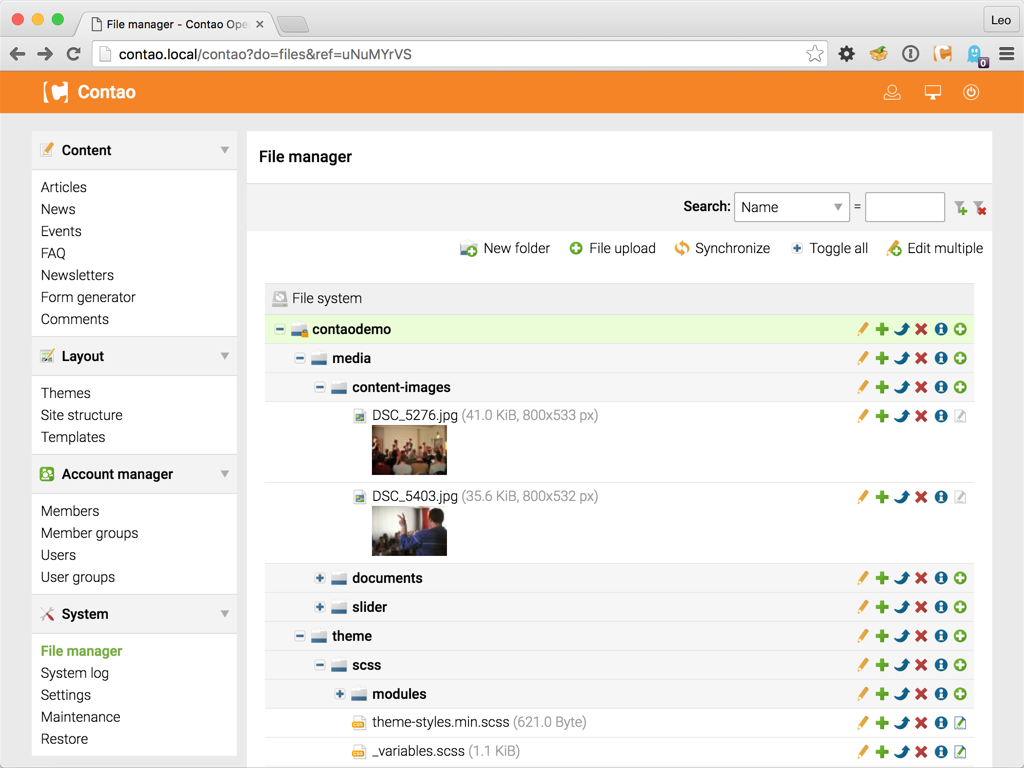 File manager - Contao Ope
Leo
contao.local/contao?do=files&ref=uNuMYrVS
0
Contao
Content
Articles
News
Events
FAQ
Newsletters
Form generator
Comments
Layout
Themes
Site structure
Templates
Account manager
Members
Member groups
Users
User groups
System
File manager
System log
Settings
Maintenance
Restore
File manager
Search: Name =
New folder File upload Synchronize Toggle all Edit multiple
File system
contaodemo
media
content-images
DSC_5276.jpg (41.0 KiB, 800x533 px)
DSC_5403.jpg (35.6 KiB, 800x532 px)
documents
slider
theme
scss
modules
theme-styles.min.scss (621.0 Byte)
_variables.scss (1.1 KiB)